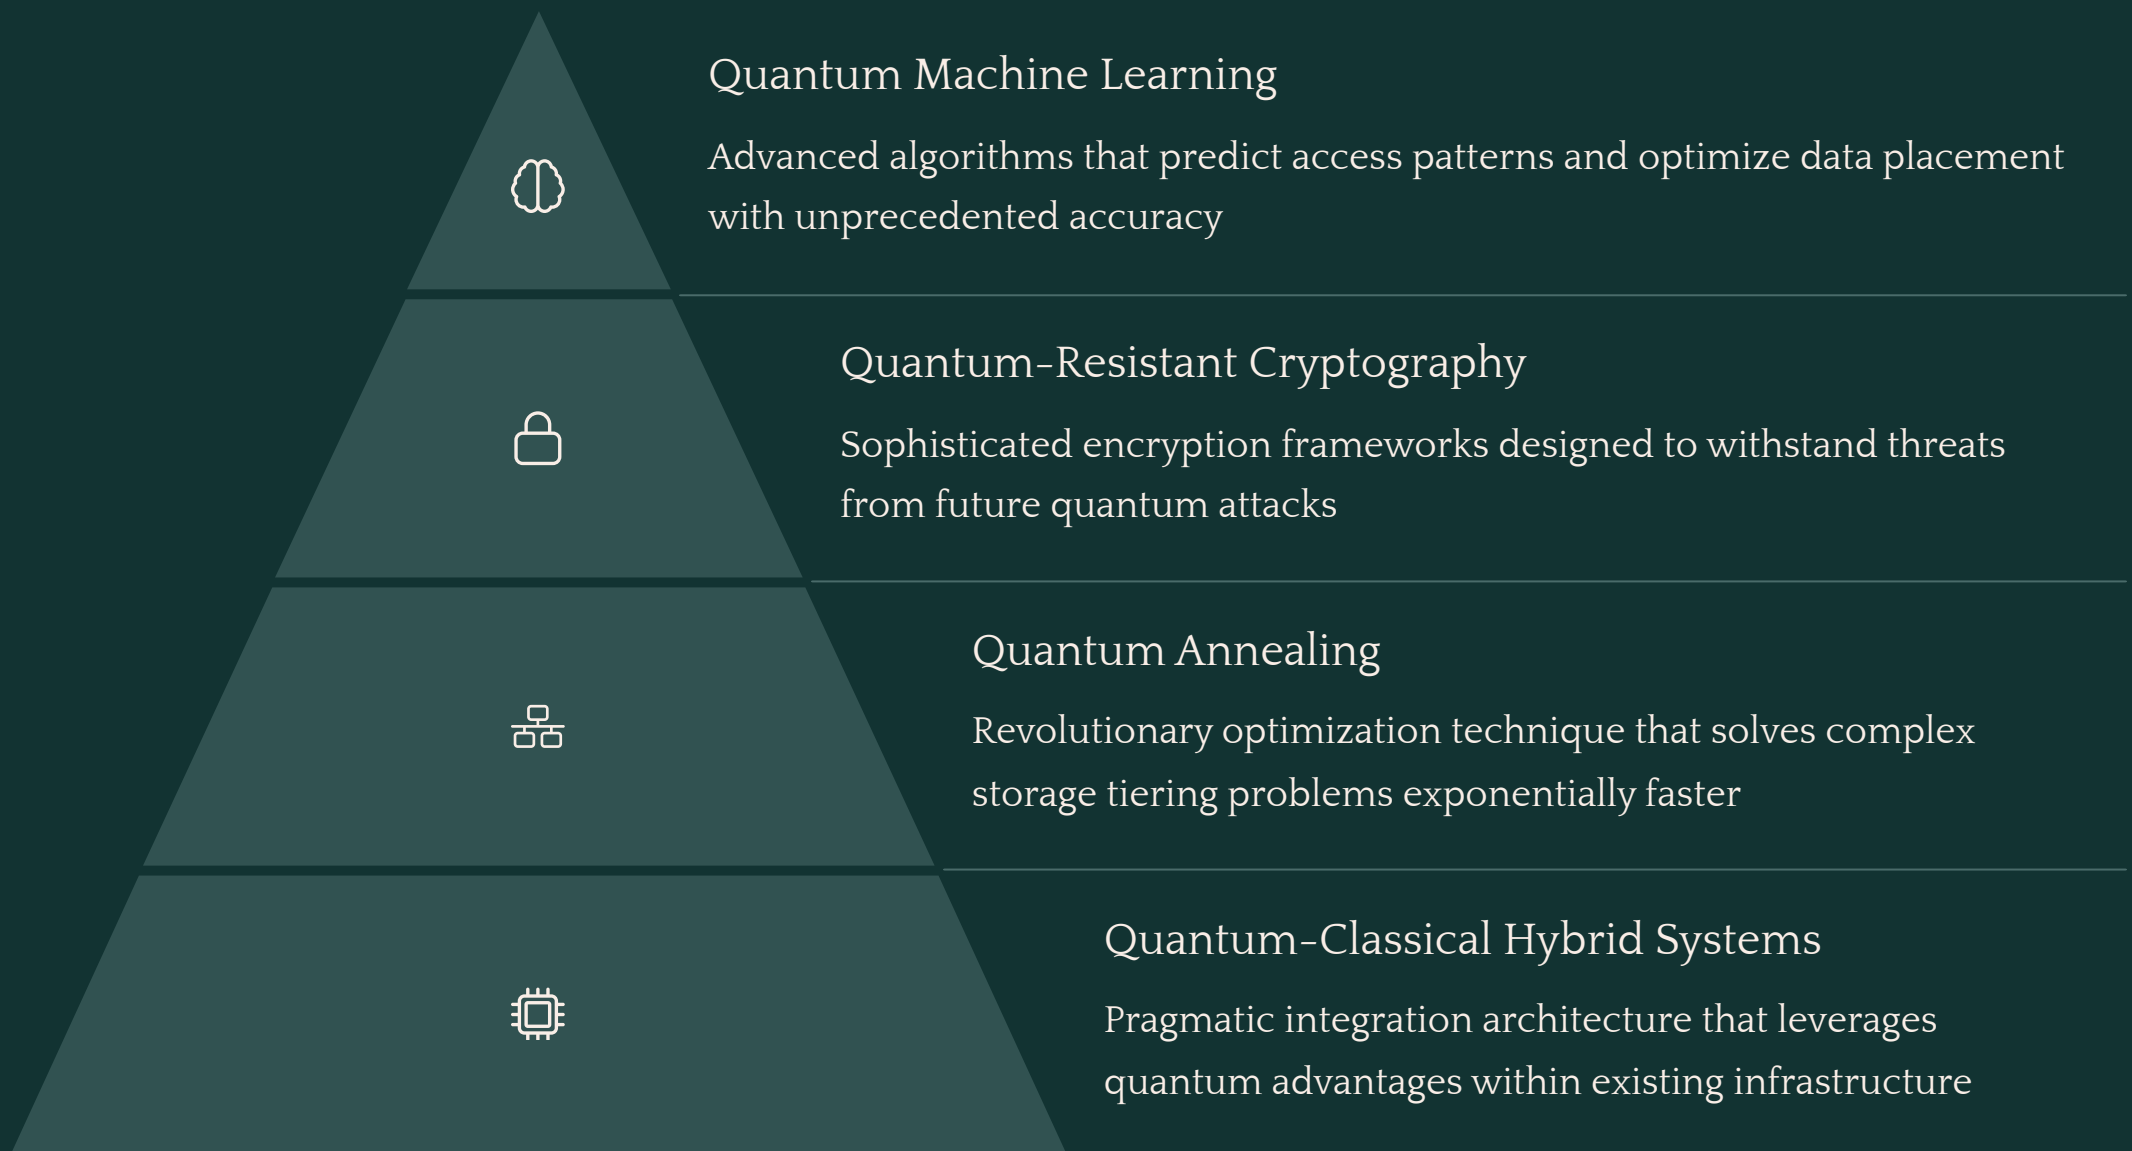 Quantum Machine Learning
Advanced algorithms that predict access patterns and optimize data placement
with unprecedented accuracy
Quantum-Resistant Cryptography
Sophisticated encryption frameworks designed to withstand threats
from future quantum attacks
Quantum Annealing
Revolutionary optimization technique that solves complex
storage tiering problems exponentially faster
Quantum-Classical Hybrid Systems
Pragmatic integration architecture that leverages
quantum advantages within existing infrastructure